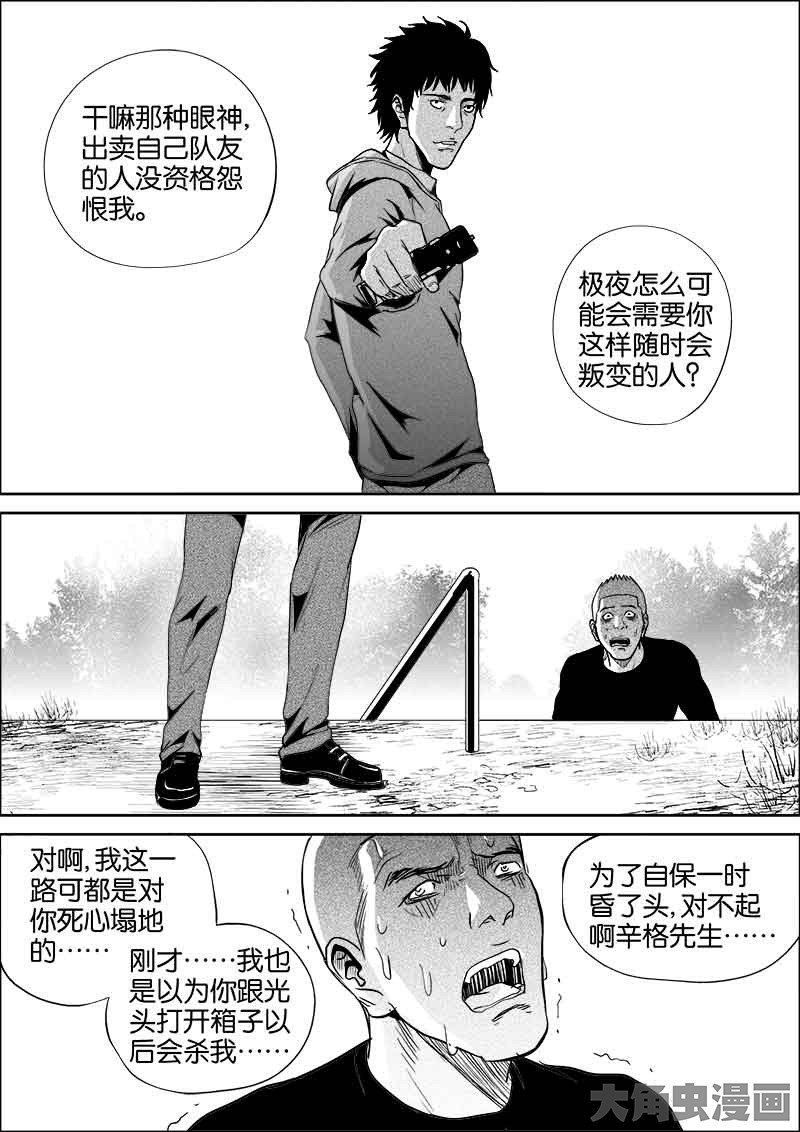 干嘛那种眼神,
出卖自己队友
的人没资格怨
恨我。
极夜怎么可
能会需要你
这样随时会
叛变的人?
对啊,我这一
路可都是对
你死心塌地
的……
刚才……我也
是以为你跟光
头打开箱子以
后会杀我……
为了自保一时
昏了头,对不起
啊辛格先生……
大角虫漫画